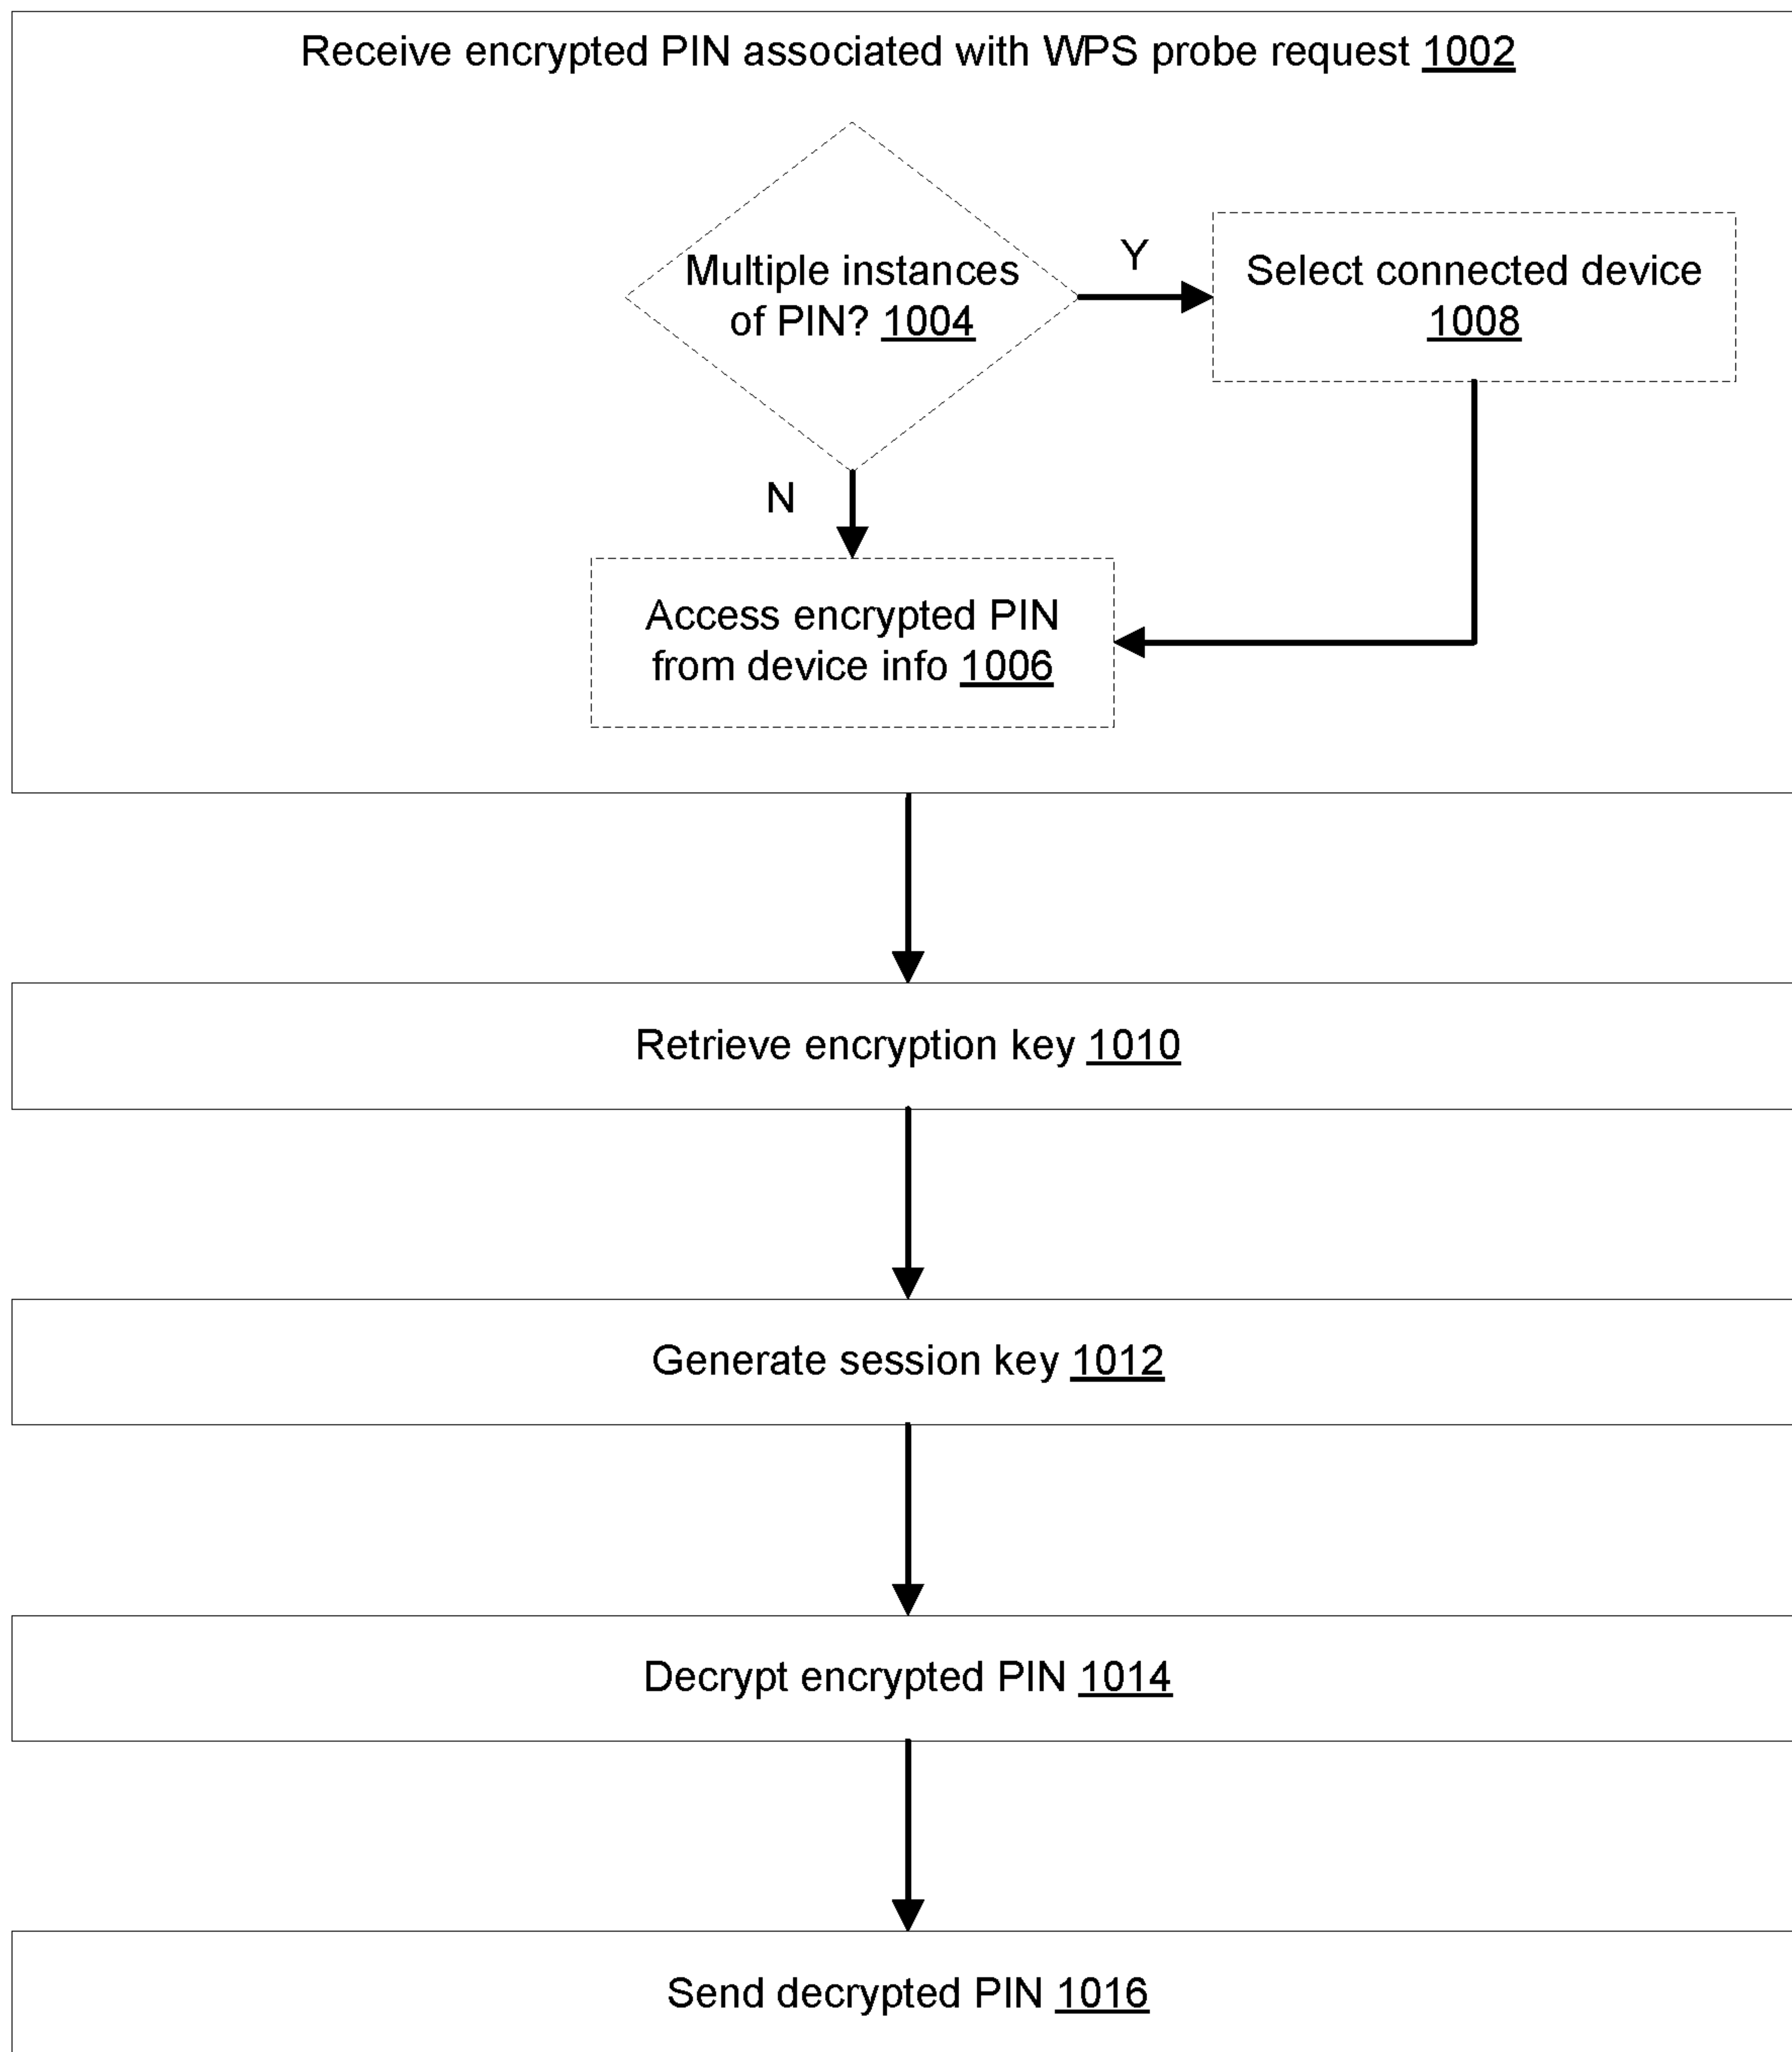 Receive encrypted PIN associated with WPS probe request 1002
Multiple instances
of PIN? 1004
Y
Select connected device
1008
N
Access encrypted PIN
from device info 1006
Retrieve encryption key 1010
Generate session key 1012
Decrypt encrypted PIN 1014
Send decrypted PIN 1016